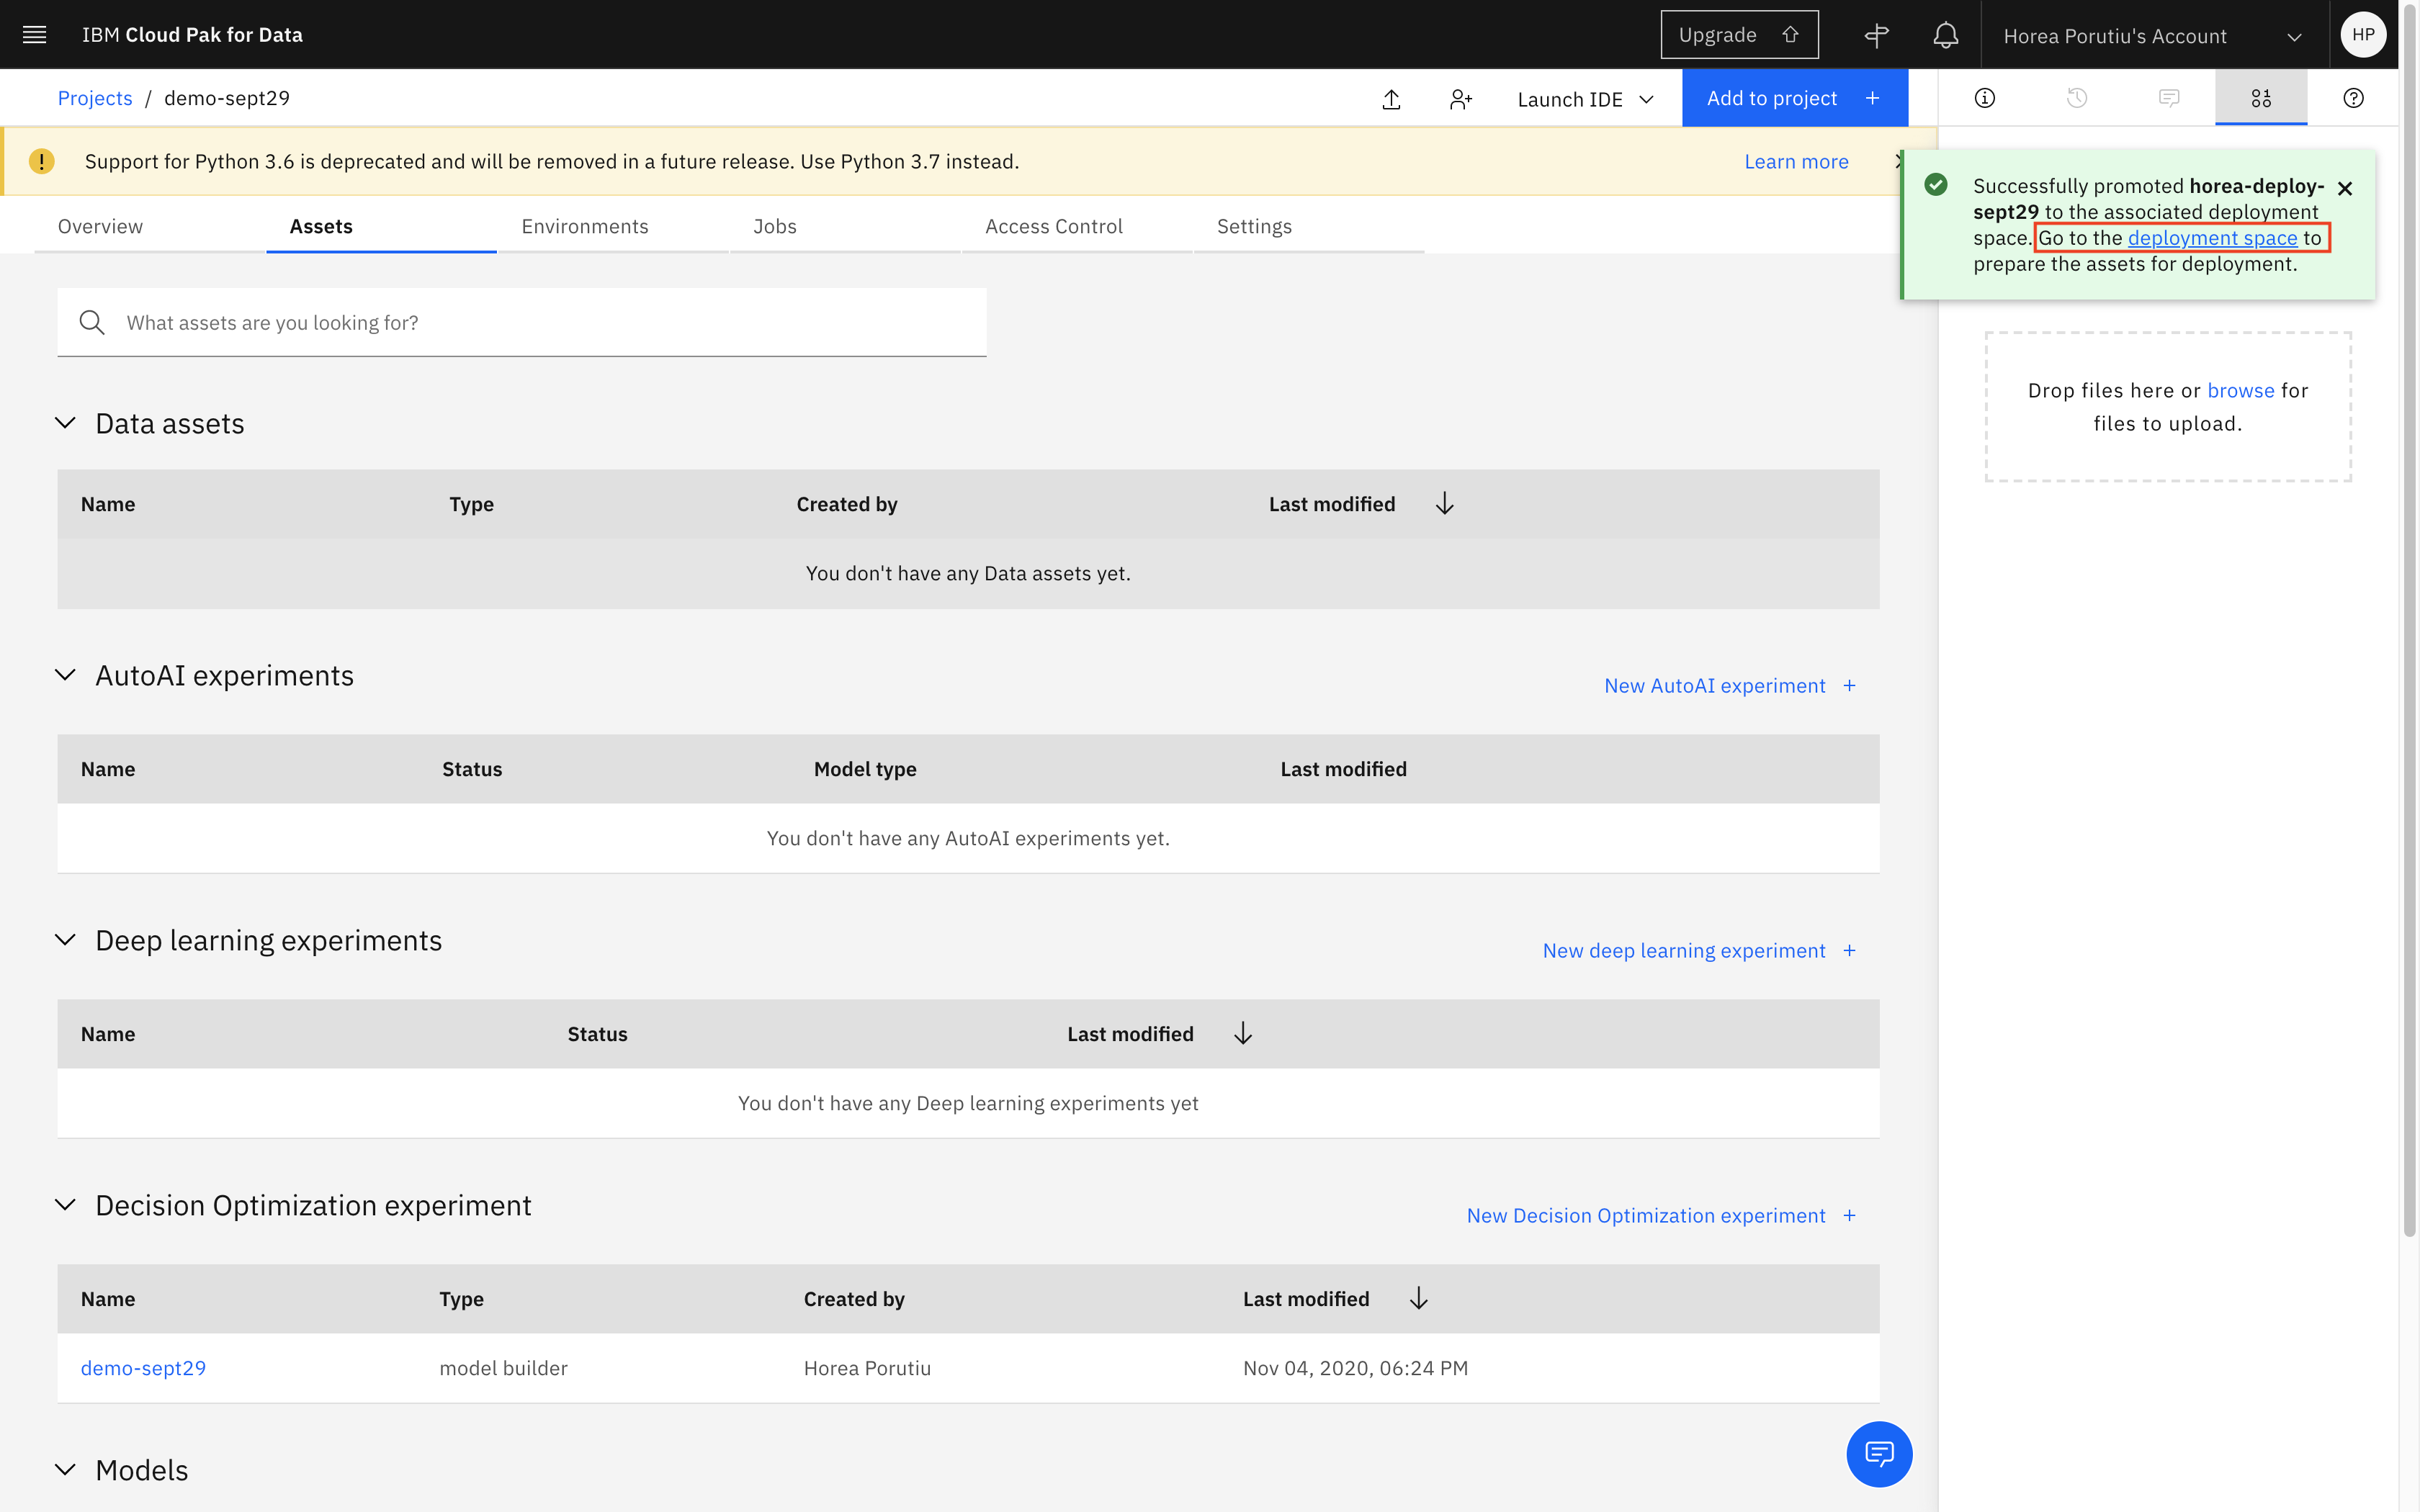 IBM Cloud Pak for Data
Upgrade
Horea Porutiu's Account
HP
Projects / demo-sept29
Launch IDE
Add to project +
Support for Python 3.6 is deprecated and will be removed in a future release. Use Python 3.7 instead.
Learn more
Successfully promoted horea-deploy-
sept29 to the associated deployment
space. Go to the deployment space to
prepare the assets for deployment.
Overview
Assets
Environments
Jobs
Access Control
Settings
What assets are you looking for?
Drop files here or browse for
files to upload.
Data assets
Name Type Created by Last modified
You don't have any Data assets yet.
AutoAI experiments
New AutoAI experiment +
Name Status Model type Last modified
You don't have any AutoAI experiments yet.
Deep learning experiments
New deep learning experiment +
Name Status Last modified
You don't have any Deep learning experiments yet
Decision Optimization experiment
New Decision Optimization experiment +
Name Type Created by Last modified
demo-sept29 model builder Horea Porutiu Nov 04, 2020, 06:24 PM
Models